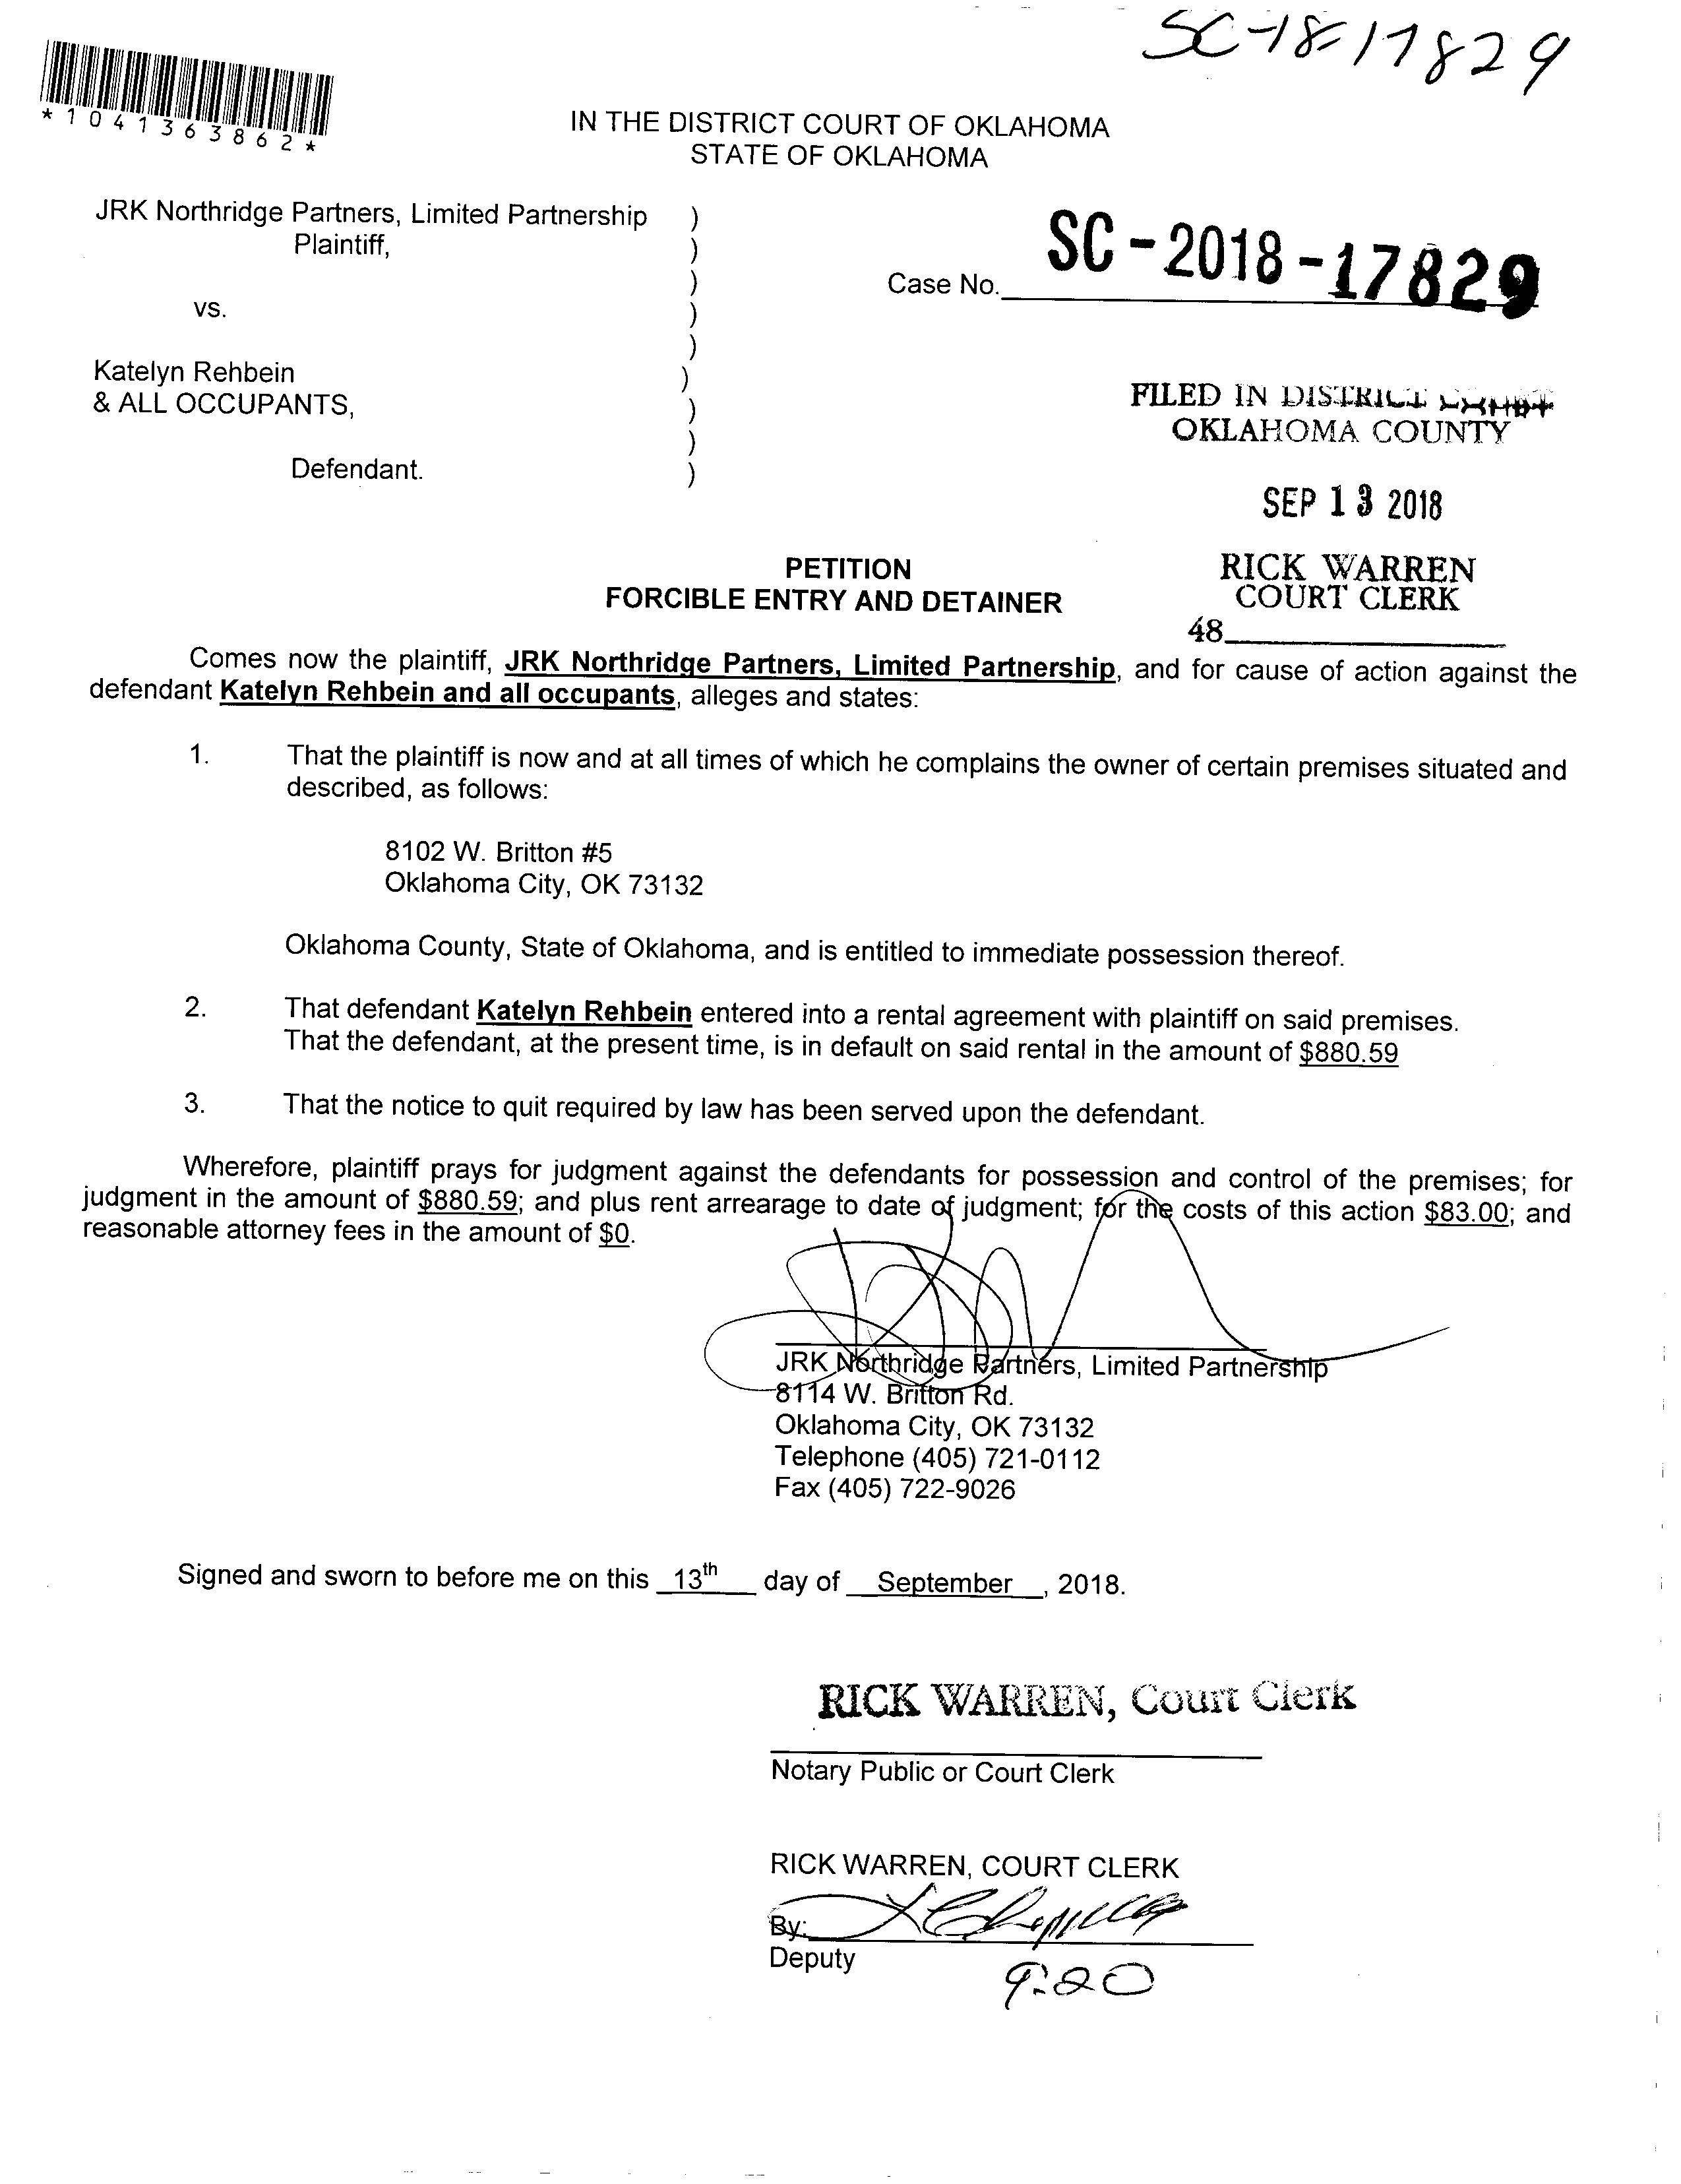 SC-18-17829
*1041363862*
IN THE DISTRICT COURT OF OKLAHOMA
STATE OF OKLAHOMA
JRK Northridge Partners, Limited Partnership )
Plaintiff, )
)
Case No. SC-2018-17829
vs. )
)
Katelyn Rehbein )
& ALL OCCUPANTS, )
)
Defendant. )
FILED IN DISTRICT COURT
OKLAHOMA COUNTY
SEP 13 2018
RICK WARREN
COURT CLERK
48
PETITION
FORCIBLE ENTRY AND DETAINER
Comes now the plaintiff, JRK Northridge Partners, Limited Partnership, and for cause of action against the
defendant Katelyn Rehbein and all occupants, alleges and states:
1. That the plaintiff is now and at all times of which he complains the owner of certain premises situated and
described, as follows:
8102 W. Britton #5
Oklahoma City, OK 73132
Oklahoma County, State of Oklahoma, and is entitled to immediate possession thereof.
2. That defendant Katelyn Rehbein entered into a rental agreement with plaintiff on said premises.
That the defendant, at the present time, is in default on said rental in the amount of $880.59
3. That the notice to quit required by law has been served upon the defendant.
Wherefore, plaintiff prays for judgment against the defendants for possession and control of the premises; for
judgment in the amount of $880.59; and plus rent arrearage to date of judgment; for the costs of this action $83.00; and
reasonable attorney fees in the amount of $0.
JRK Northridge Partners, Limited Partnership
8114 W. Britton Rd.
Oklahoma City, OK 73132
Telephone (405) 721-0112
Fax (405) 722-9026
Signed and sworn to before me on this 13th day of September, 2018.
RICK WARREN, Court Clerk
Notary Public or Court Clerk
RICK WARREN, COURT CLERK
By:
Deputy
9-20